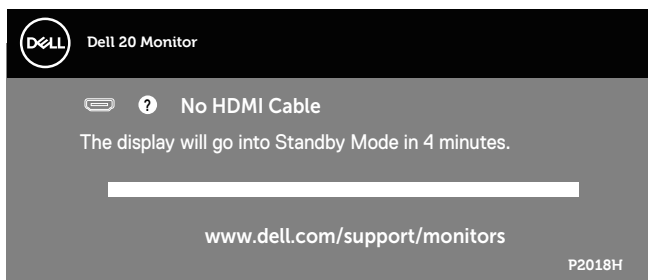 DELL
Dell 20 Monitor
? No HDMI Cable
The display will go into Standby Mode in 4 minutes.
www.dell.com/support/monitors
P2018H